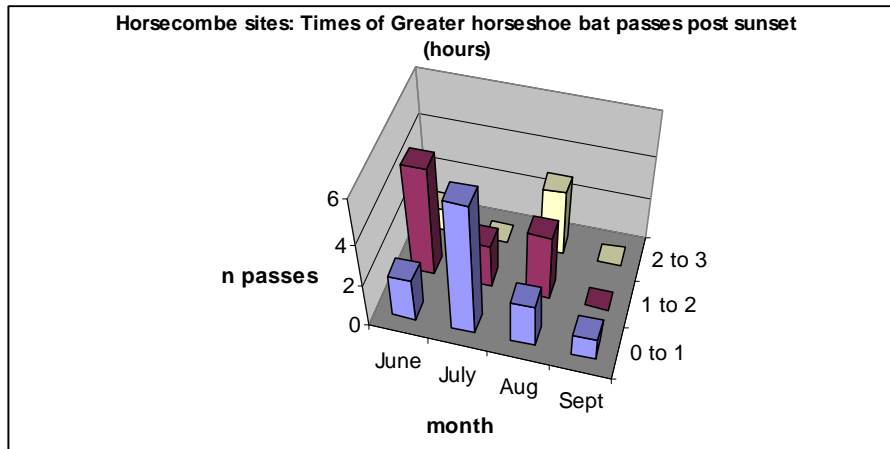 Horsecombe sites: Times of Greater horseshoe bat passes post sunset
(hours)
6
4
2
0
n passes
June
July
Aug
Sept
month
2 to 3
1 to 2
0 to 1